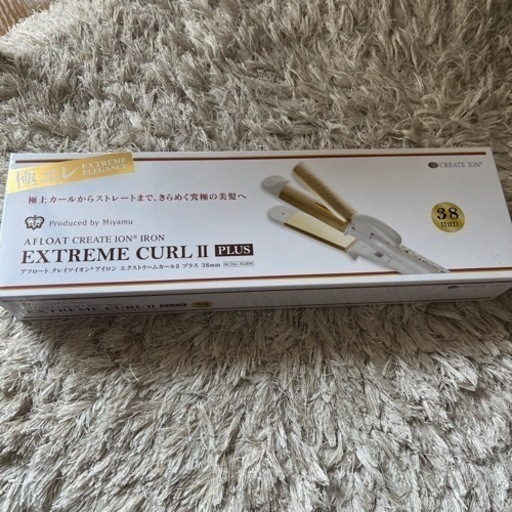 極エレ EXTREME
ELEGANCE
CREATE ION®
極上カールからストレートまで、きらめく究極の美髪へ
Produced by Miyamu
38
mm
AFLOAT CREATE ION® IRON
EXTREME CURL II PLUS
アフロート クレイツイオン®アイロン エクストリームカールII プラス 38mm
EXTREME CURL II